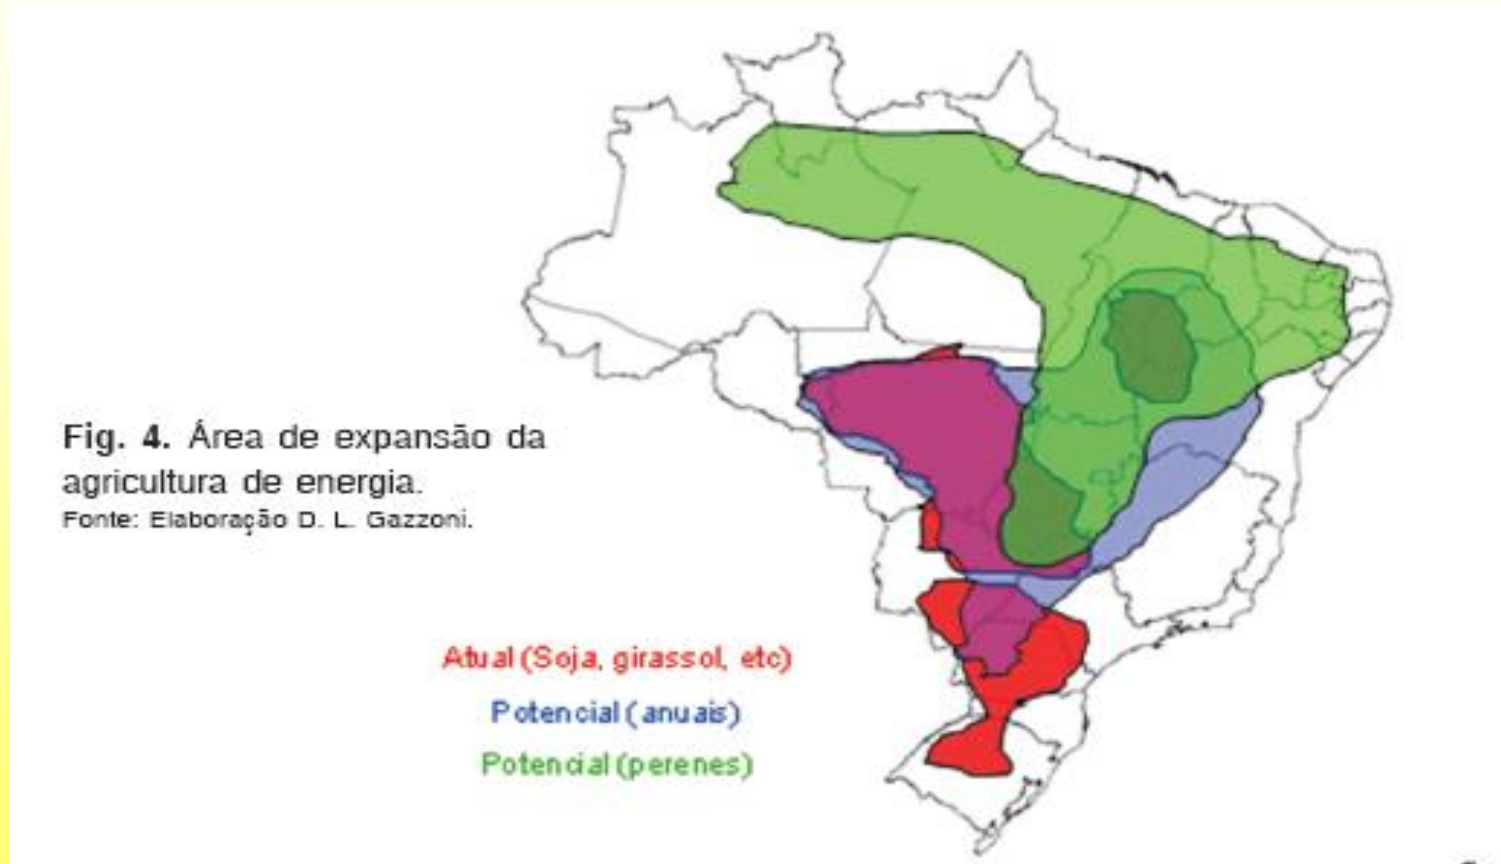 Fig. 4. Área de expansão da
agricultura de energia.
Fonte: Elaboração D. L. Gazzoni.
Atual (Soja, girassol, etc)
Potencial (anuais)
Potencial (perenes)